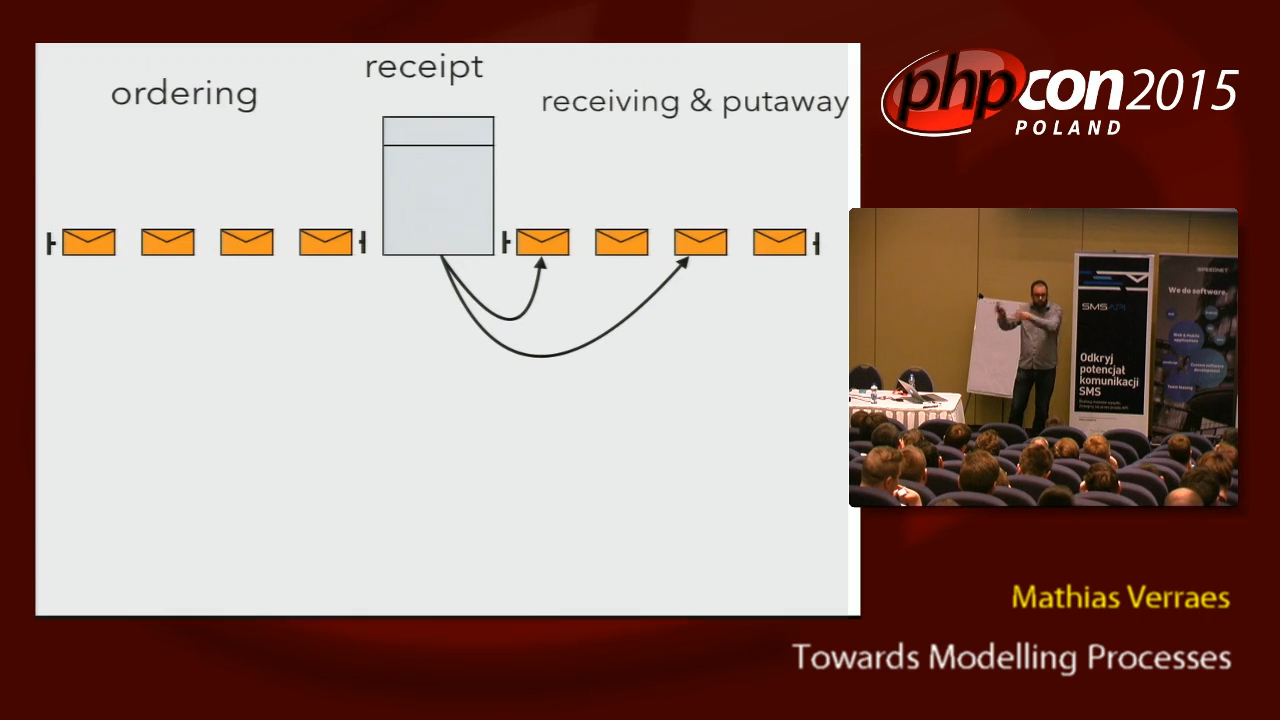 ordering
receipt
receiving & putaway
phpcon2015
POLAND
SPEEDNET
We do software.
SMSAPI
Odkryj
potencjał
komunikacji
SMS
Mathias Verraes
Towards Modelling Processes